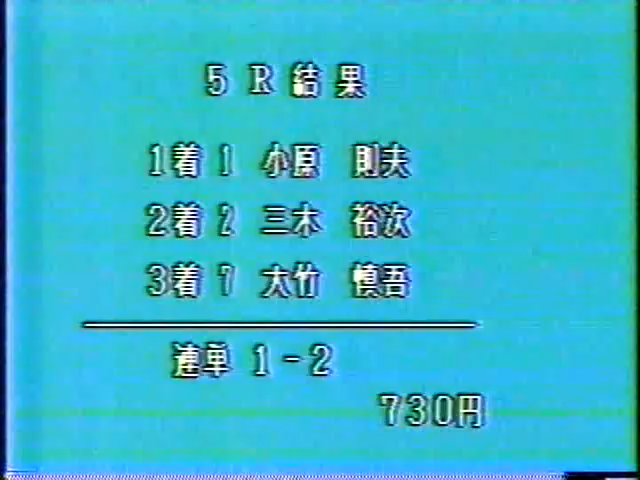 5R結果
1着 1 小原 則夫
2着 2 三木 裕次
3着 7 大竹 慎吾
連単 1-2
730円